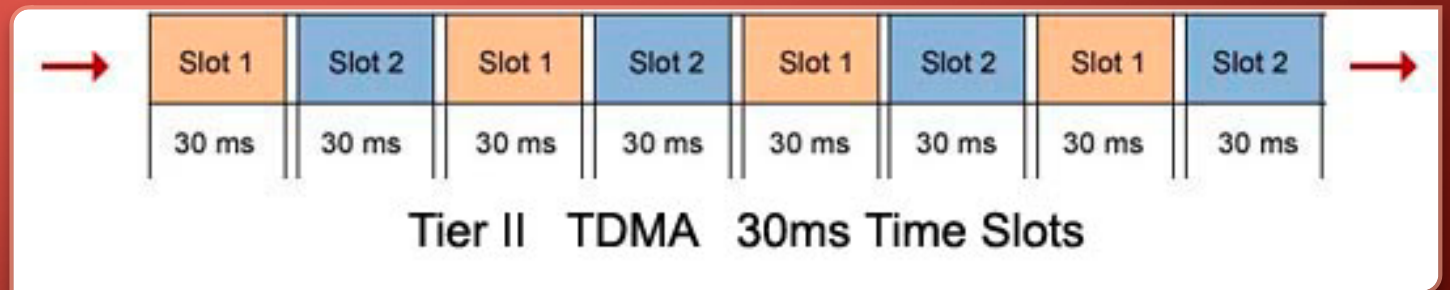 Slot 1 Slot 2 Slot 1 Slot 2 Slot 1 Slot 2 Slot 1 Slot 2
30 ms 30 ms 30 ms 30 ms 30 ms 30 ms 30 ms 30 ms
Tier II TDMA 30ms Time Slots